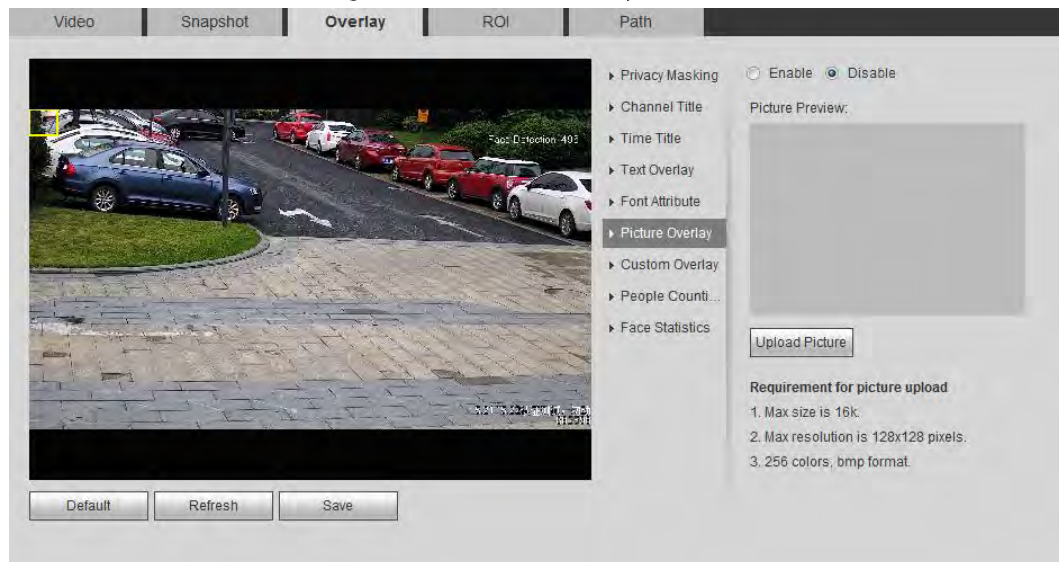 Video Snapshot Overlay ROI Path
Face Detection 
Privacy Masking
Channel Title
Time Title
Text Overlay
Font Attribute
Picture Overlay
Custom Overlay
People Counti...
Face Statistics
Enable Disable
Picture Preview:
Upload Picture
Requirement for picture upload
1. Max size is 16k.
2. Max resolution is 128x128 pixels.
3. 256 colors, bmp format.
Default Refresh Save